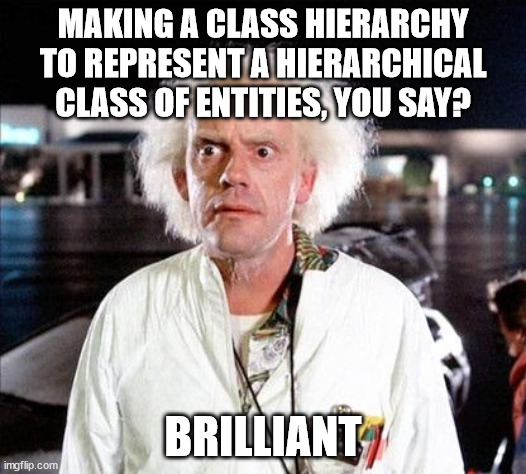 MAKING A CLASS HIERARCHY
TO REPRESENT A HIERARCHICAL
CLASS OF ENTITIES, YOU SAY?
BRILLIANT
imgflip.com